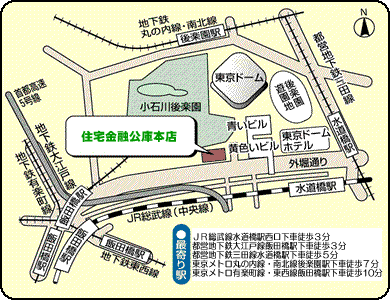 地下鉄
丸の内線・南北線
後楽園駅
N
都営地下鉄三田線
首都高速
5号線
東京ドーム
後楽園
遊園地
小石川後楽園
青いビル
東京ドーム
ホテル
水道橋駅
住宅金融公庫本店
黄色いビル
外堀通り
地下鉄大江戸線
地下鉄有楽町線
飯田橋駅
JR総武線（中央線）
水道橋駅
飯田橋駅
飯田橋駅
地下鉄東西線
最寄り駅
JR総武線水道橋駅西口下車徒歩3分
都営地下鉄大江戸線飯田橋駅下車徒歩3分
都営地下鉄三田線水道橋駅下車徒歩5分
東京メトロ丸の内線・南北線後楽園駅下車徒歩7分
東京メトロ有楽町線・東西線飯田橋駅下車徒歩10分